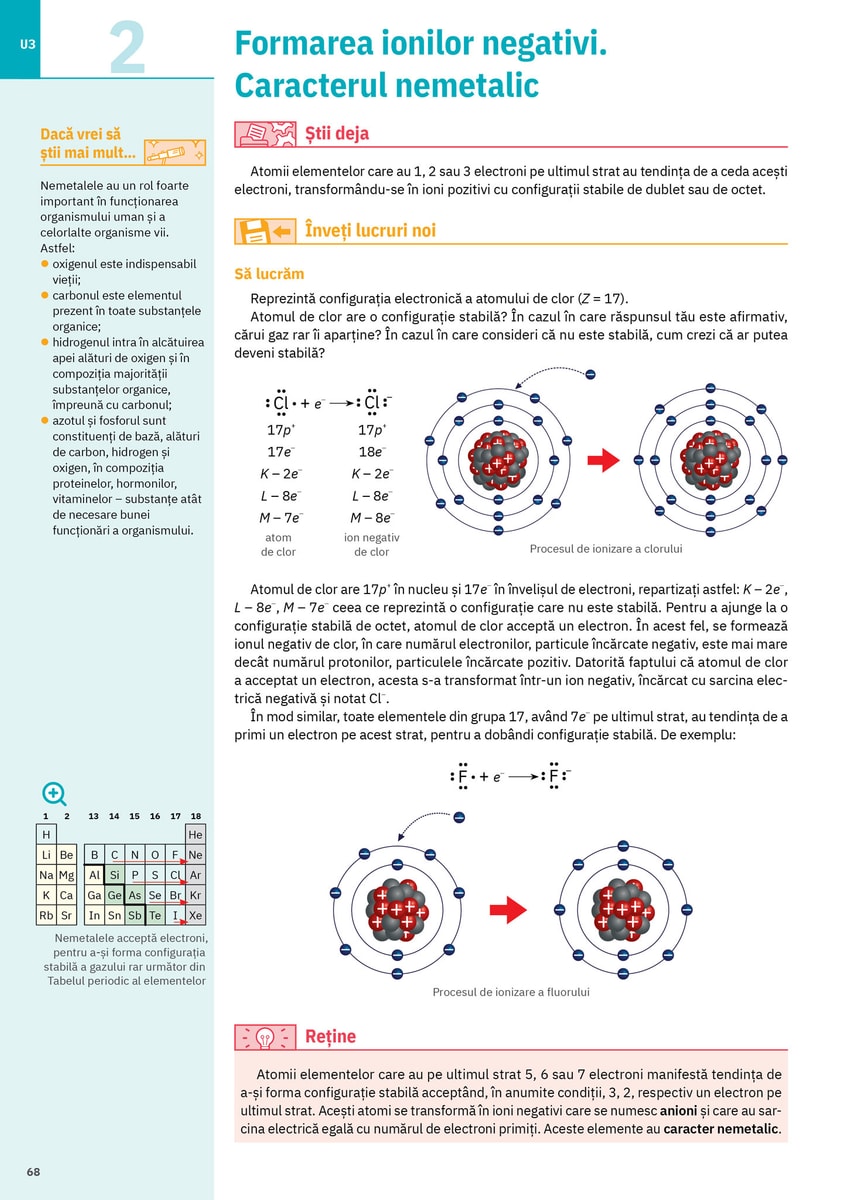 U3
2
Formarea ionilor negativi.
Caracterul nemetalic
Dacă vrei să
știi mai mult...
Nemetalele au un rol foarte
important în funcționarea
organismului uman și a
celorlalte organisme vii.
Astfel:
● oxigenul este indispensabil
vieții;
● carbonul este elementul
prezent în toate substanțele
organice;
● hidrogenul intra în alcătuirea
apei alături de oxigen și în
compoziția majorității
substanțelor organice,
împreună cu carbonul;
● azotul și fosforul sunt
constituenți de bază, alături
de carbon, hidrogen și
oxigen, în compoziția
proteinelor, hormonilor,
vitaminelor – substanțe atât
de necesare bunei
funcționări a organismului.
Știi deja
Atomii elementelor care au 1, 2 sau 3 electroni pe ultimul strat au tendința de a ceda acești
electroni, transformându-se în ioni pozitivi cu configurații stabile de dublet sau de octet.
Înveți lucruri noi
Să lucrăm
Reprezintă configurația electronică a atomului de clor (Z = 17).
Atomul de clor are o configurație stabilă? În cazul în care răspunsul tău este afirmativ,
cărui gaz rar îi aparține? În cazul în care consideri că nu este stabilă, cum crezi că ar putea
deveni stabilă?
:Cl• + e⁻ ⟶ :Cl:⁻
17p⁺ 17p⁺
17e⁻ 18e⁻
K – 2e⁻ K – 2e⁻
L – 8e⁻ L – 8e⁻
M – 7e⁻ M – 8e⁻
atom ion negativ
de clor de clor
Procesul de ionizare a clorului
Atomul de clor are 17p⁺ în nucleu și 17e⁻ în învelișul de electroni, repartizați astfel: K – 2e⁻,
L – 8e⁻, M – 7e⁻ ceea ce reprezintă o configurație care nu este stabilă. Pentru a ajunge la o
configurație stabilă de octet, atomul de clor acceptă un electron. În acest fel, se formează
ionul negativ de clor, în care numărul electronilor, particule încărcate negativ, este mai mare
decât numărul protonilor, particulele încărcate pozitiv. Datorită faptului că atomul de clor
a acceptat un electron, acesta s-a transformat într-un ion negativ, încărcat cu sarcina elec-
trică negativă și notat Cl⁻.
În mod similar, toate elementele din grupa 17, având 7e⁻ pe ultimul strat, au tendința de a
primi un electron pe acest strat, pentru a dobândi configurație stabilă. De exemplu:
:F• + e⁻ ⟶ :F:⁻
Procesul de ionizare a fluorului
1 2 13 14 15 16 17 18
H He
Li Be B C N O F Ne
Na Mg Al Si P S Cl Ar
K Ca Ga Ge As Se Br Kr
Rb Sr In Sn Sb Te I Xe
Nemetalele acceptă electroni,
pentru a-și forma configurația
stabilă a gazului rar următor din
Tabelul periodic al elementelor
Reține
Atomii elementelor care au pe ultimul strat 5, 6 sau 7 electroni manifestă tendința de
a-și forma configurație stabilă acceptând, în anumite condiții, 3, 2, respectiv un electron pe
ultimul strat. Acești atomi se transformă în ioni negativi care se numesc anioni și care au sar-
cina electrică egală cu numărul de electroni primiți. Aceste elemente au caracter nemetalic.
68